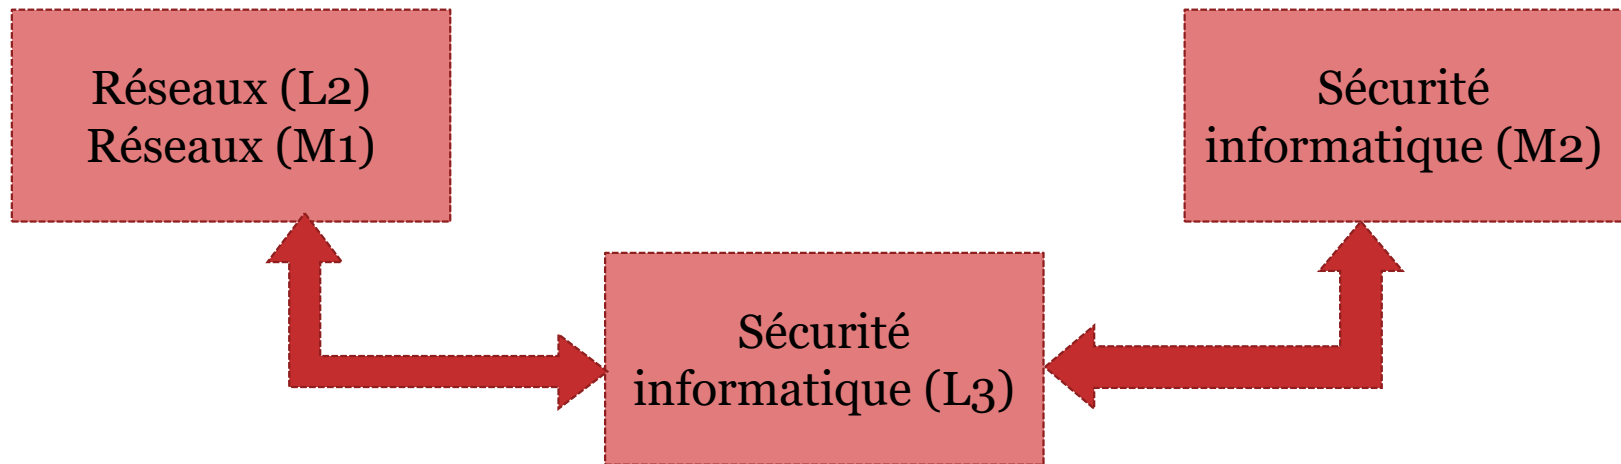 Réseaux (L2)
Réseaux (M1)
Sécurité
informatique (M2)
Sécurité
informatique (L3)